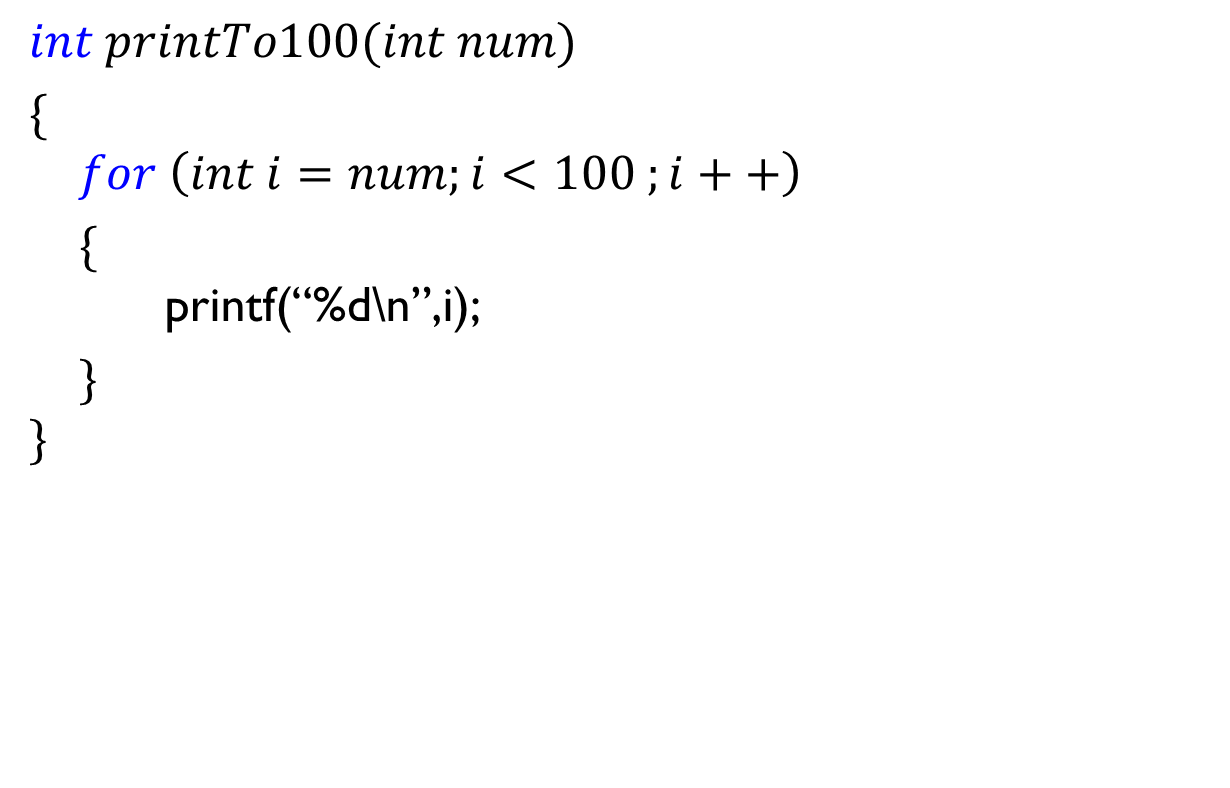 int printTo100(int num)
{
for (int i = num; i < 100 ; i + +)
{
printf(“%d\n”,i);
}
}